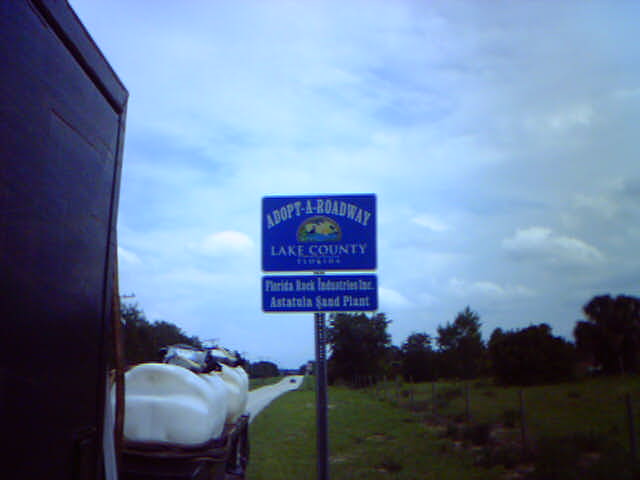 ADOPT-A-ROADWAY
LAKE COUNTY
FLORIDA
Florida Rock Industries Inc.
Astatula Sand Plant